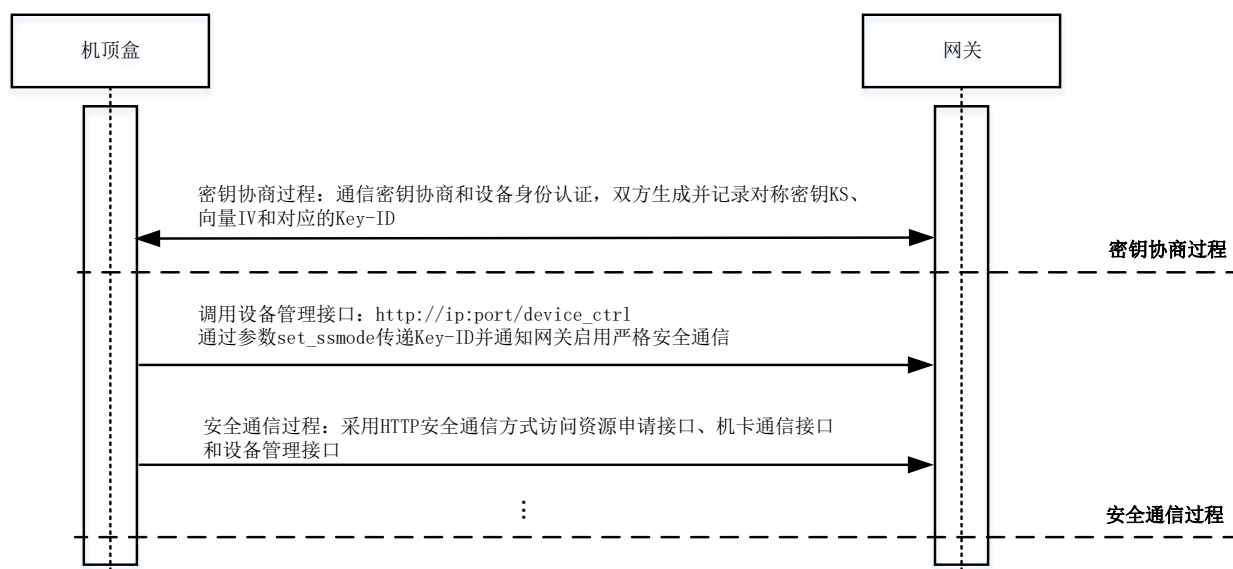 机顶盒
网关
密钥协商过程：通信密钥协商和设备身份认证，双方生成并记录对称密钥KS、
向量IV和对应的Key-ID
密钥协商过程
调用设备管理接口：http://ip:port/device_ctrl
通过参数set_ssmode传递Key-ID并通知网关启用严格安全通信
安全通信过程：采用HTTP安全通信方式访问资源申请接口、机卡通信接口
和设备管理接口
⋮
安全通信过程